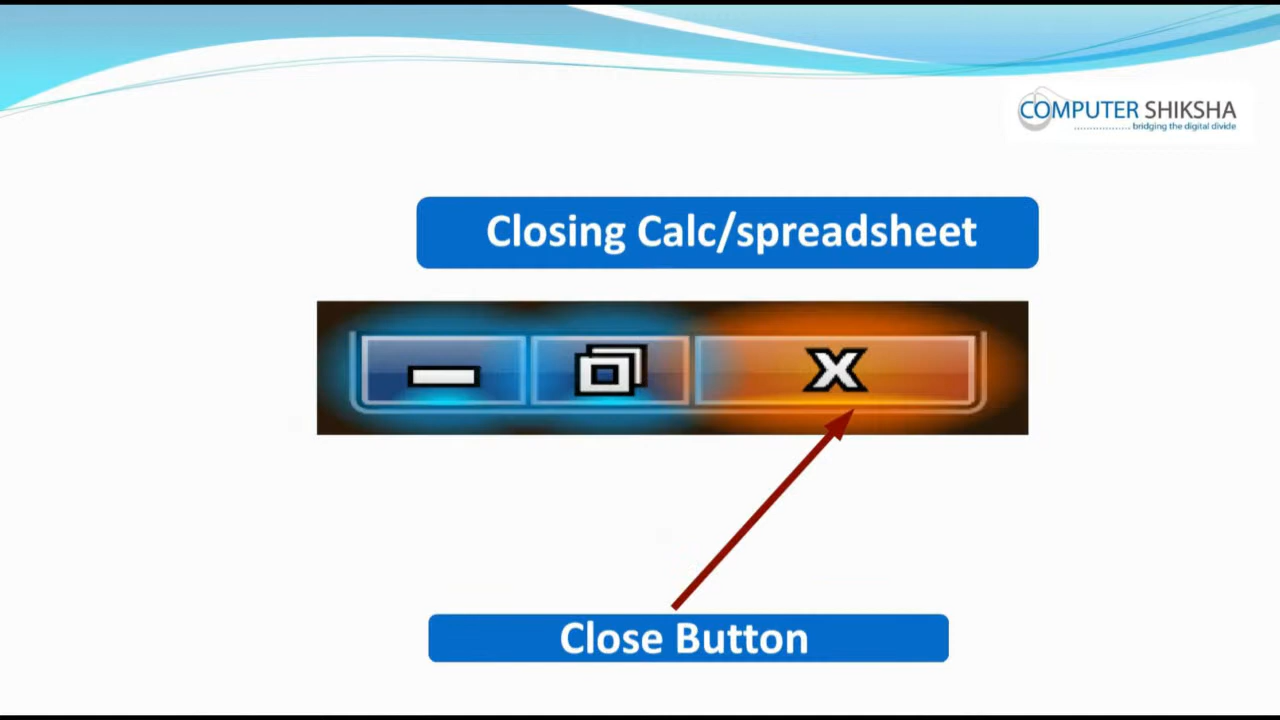 COMPUTER SHIKSHA
bridging the digital divide
Closing Calc/spreadsheet
Close Button